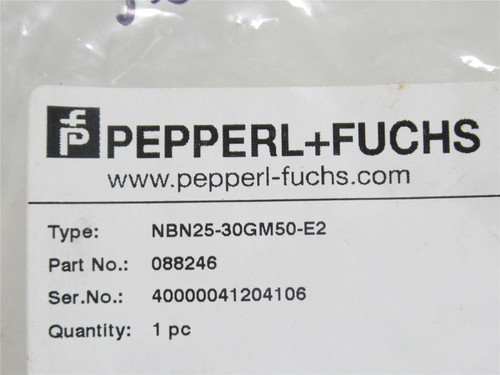 PEPPERL+FUCHS
www.pepperl-fuchs.com
Type: NBN25-30GM50-E2
Part No.: 088246
Ser.No.: 40000041204106
Quantity: 1 pc